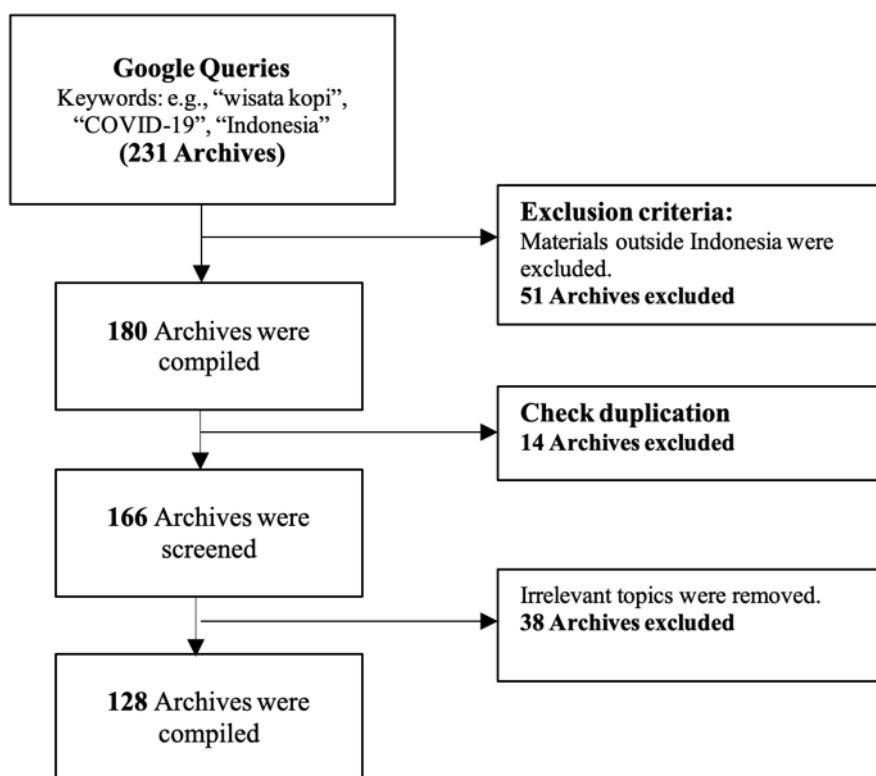 Google Queries
Keywords: e.g., “wisata kopi”,
“COVID-19”, “Indonesia”
(231 Archives)
Exclusion criteria:
Materials outside Indonesia were
excluded.
51 Archives excluded
180 Archives were
compiled
Check duplication
14 Archives excluded
166 Archives were
screened
Irrelevant topics were removed.
38 Archives excluded
128 Archives were
compiled